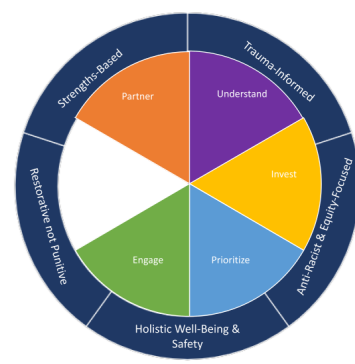 Strengths-Based
Trauma-Informed
Partner
Understand
Invest
Restorative not Punitive
Anti-Racist & Equity-Focused
Engage
Prioritize
Holistic Well-Being &
Safety